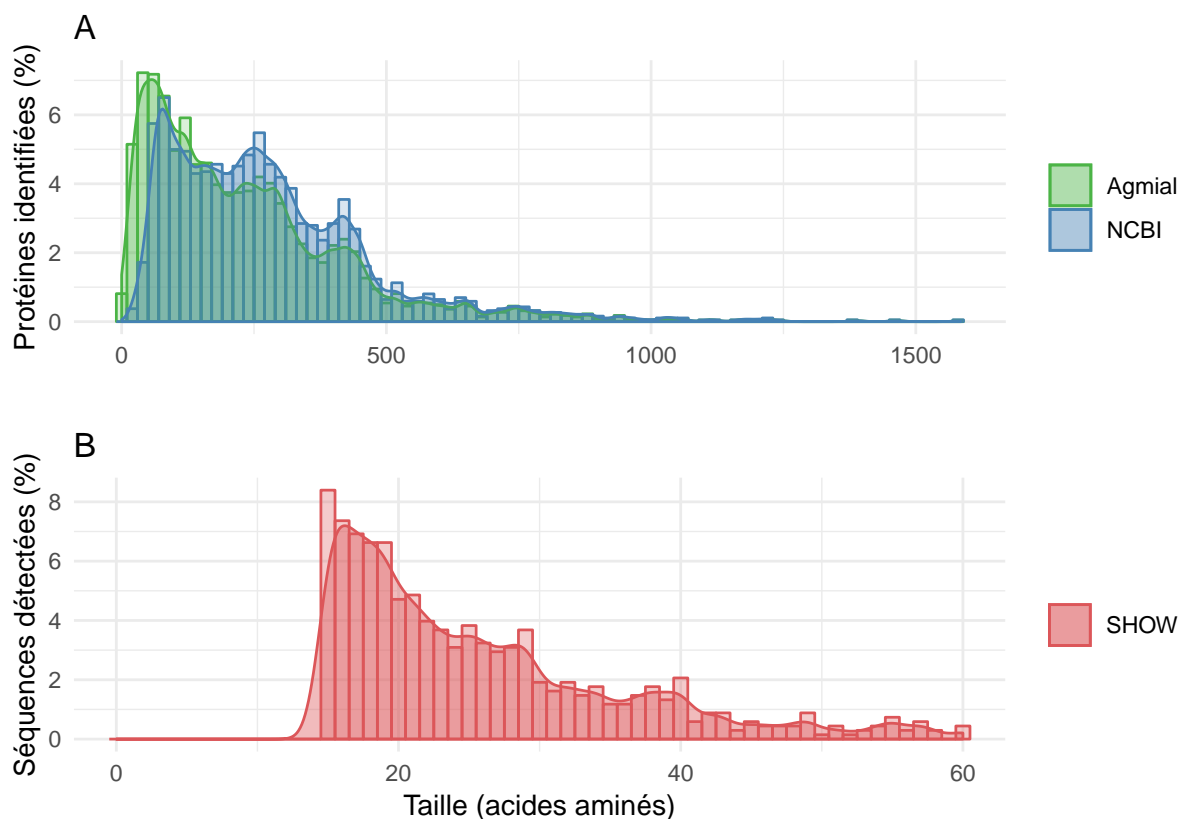 A
Protéines identifiées (%)
6
4
2
0
0
500
1000
1500
Agmial
NCBI
B
Séquences détectées (%)
8
6
4
2
0
0
20
40
60
Taille (acides aminés)
SHOW